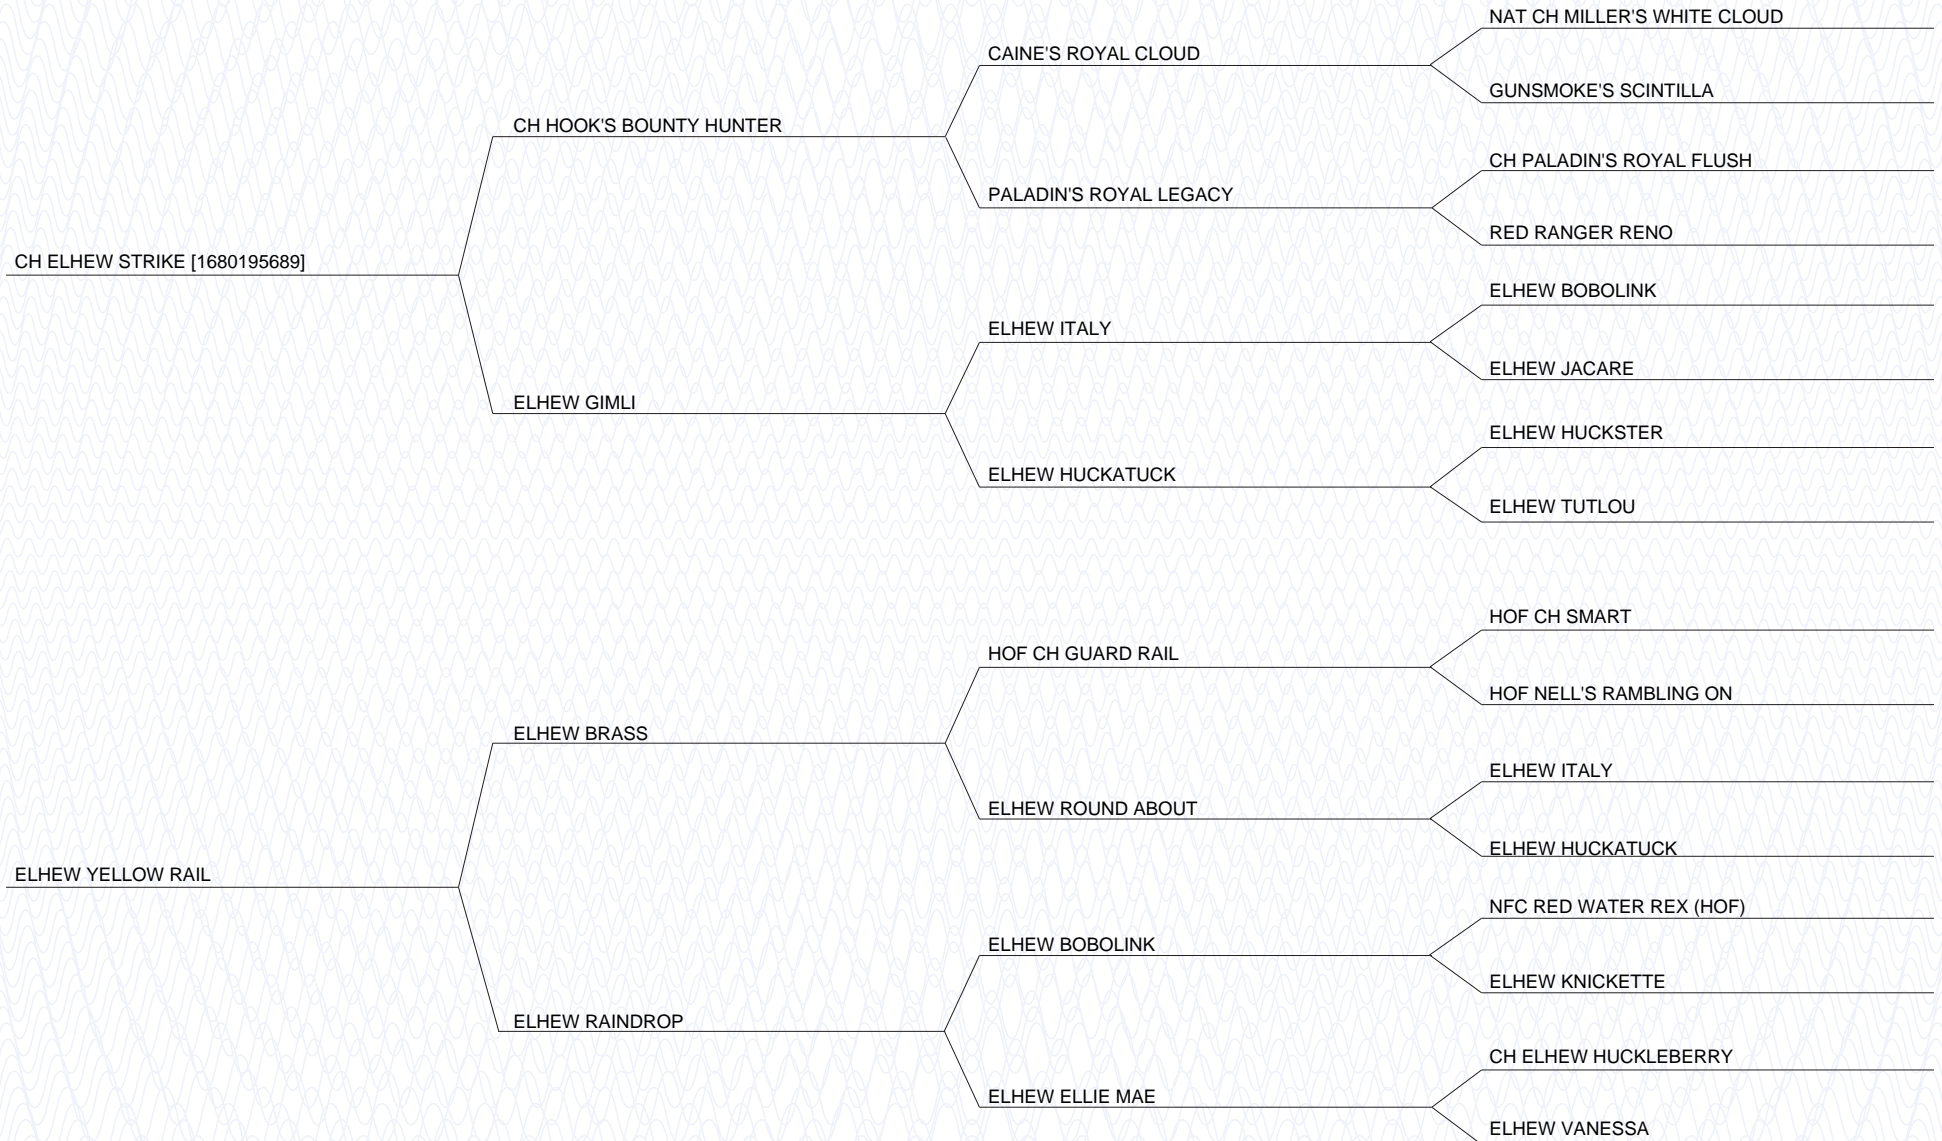 NAT CH MILLER'S WHITE CLOUD
CAINE'S ROYAL CLOUD
GUNSMOKE'S SCINTILLA
CH HOOK'S BOUNTY HUNTER
CH PALADIN'S ROYAL FLUSH
PALADIN'S ROYAL LEGACY
RED RANGER RENO
CH ELHEW STRIKE [1680195689]
ELHEW BOBOLINK
ELHEW ITALY
ELHEW JACARE
ELHEW GIMLI
ELHEW HUCKSTER
ELHEW HUCKATUCK
ELHEW TUTLOU
HOF CH SMART
HOF CH GUARD RAIL
HOF NELL'S RAMBLING ON
ELHEW BRASS
ELHEW ITALY
ELHEW ROUND ABOUT
ELHEW HUCKATUCK
ELHEW YELLOW RAIL
NFC RED WATER REX (HOF)
ELHEW BOBOLINK
ELHEW KNICKETTE
ELHEW RAINDROP
CH ELHEW HUCKLEBERRY
ELHEW ELLIE MAE
ELHEW VANESSA